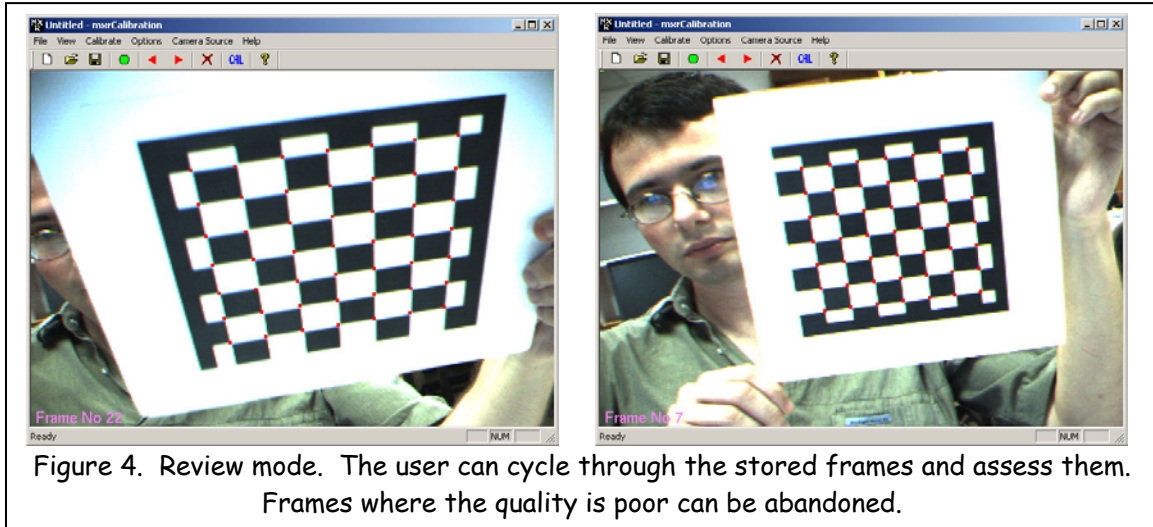 Untitled - mxrCalibration
File View Calibrate Options Camera Source Help
CAL
Frame No 22
Ready
NUM
Untitled - mxrCalibration
File View Calibrate Options Camera Source Help
CAL
Frame No 7
Ready
NUM
Figure 4. Review mode. The user can cycle through the stored frames and assess them.
Frames where the quality is poor can be abandoned.